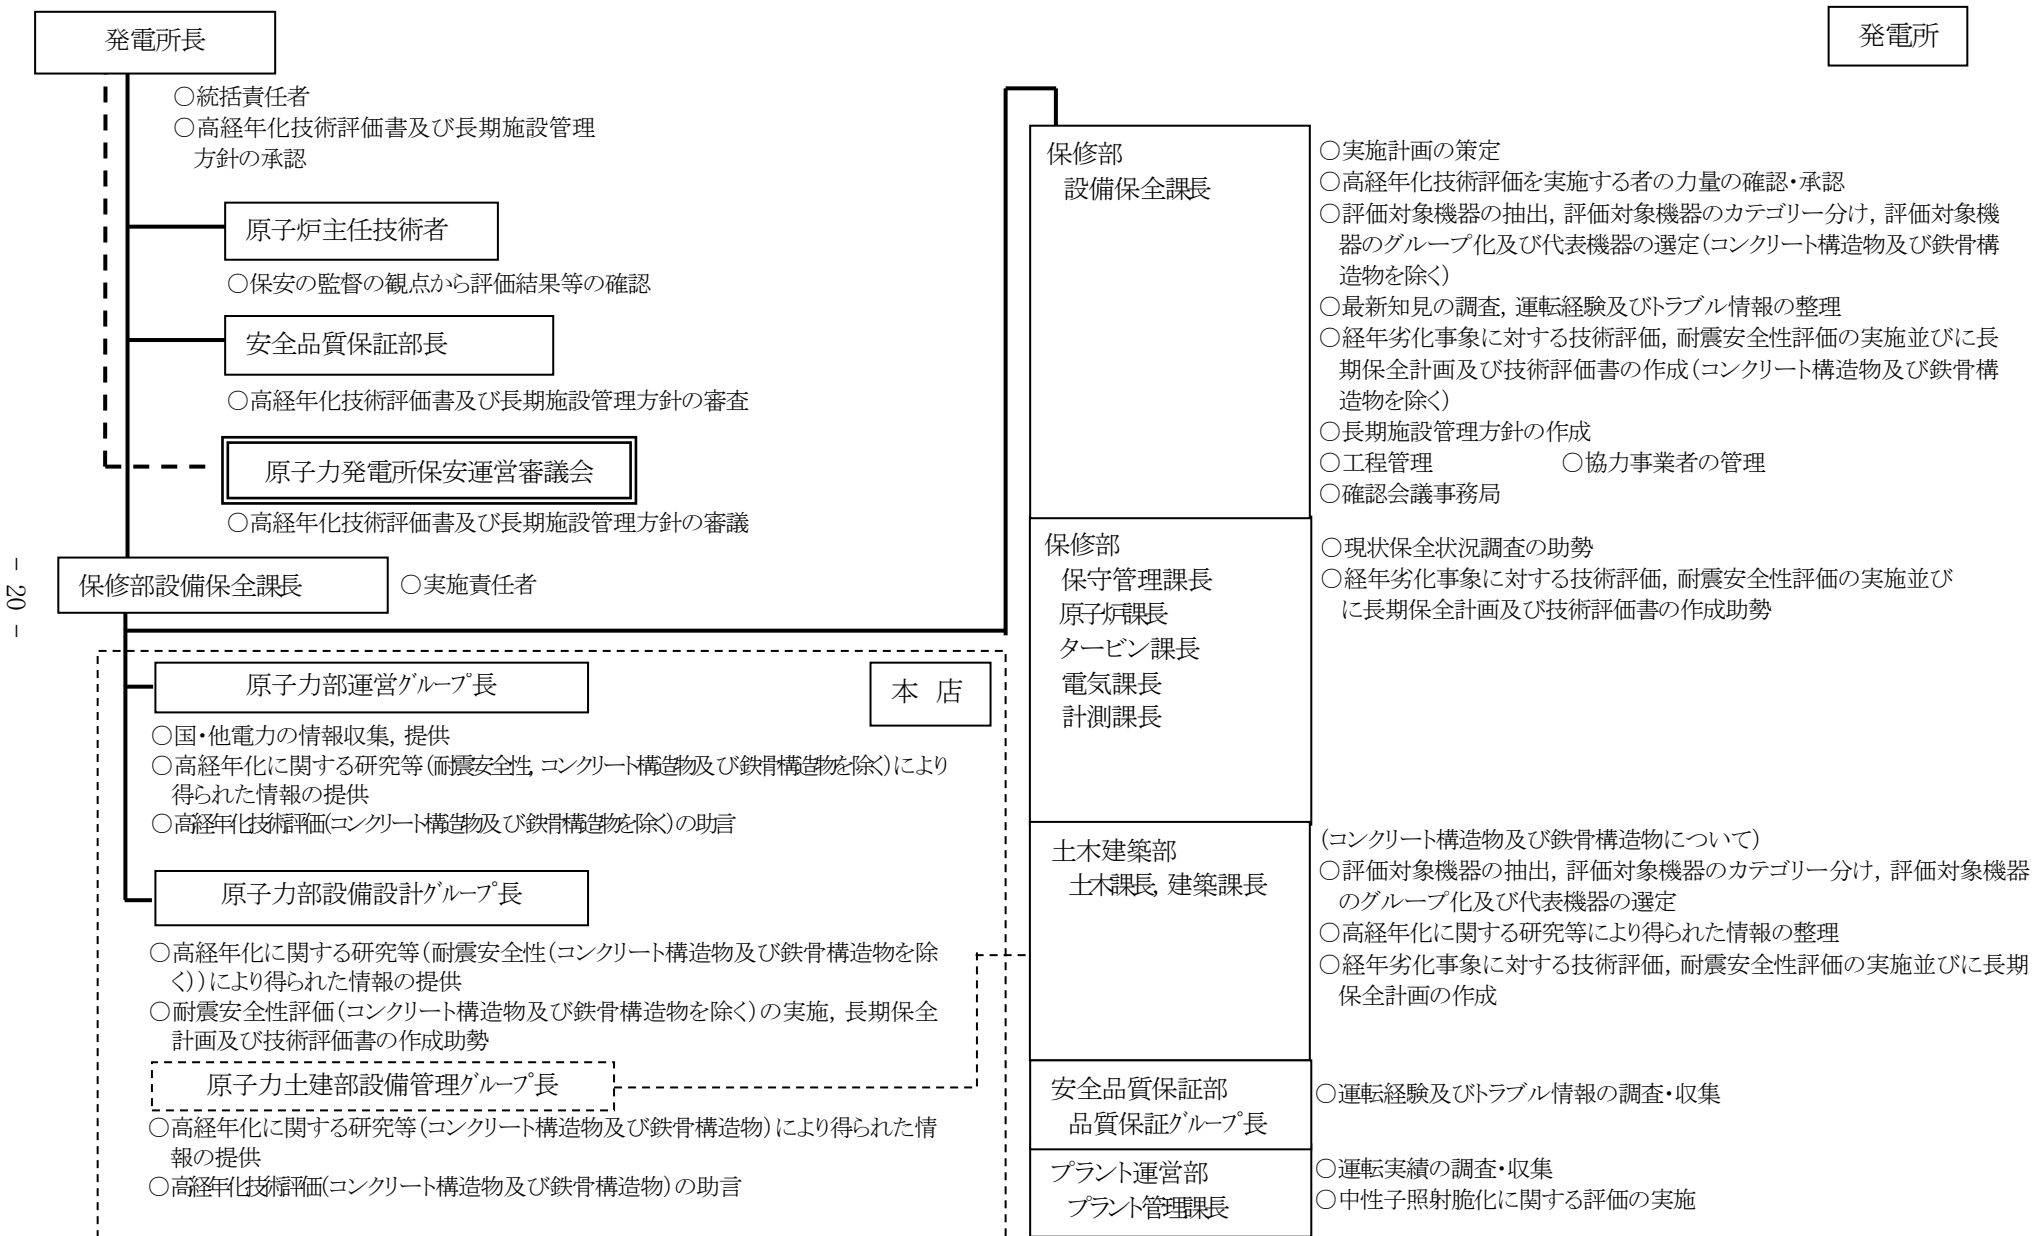 発電所長
発電所
○統括責任者
○高経年化技術評価書及び長期施設管理
方針の承認
原子炉主任技術者
○保安の監督の観点から評価結果等の確認
安全品質保証部長
○高経年化技術評価書及び長期施設管理方針の審査
原子力発電所保安運営審議会
○高経年化技術評価書及び長期施設管理方針の審議
保修部設備保全課長
○実施責任者
原子力部運営グループ長
本 店
○国・他電力の情報収集, 提供
○高経年化に関する研究等(耐震安全性, コンクリート構造物及び鉄骨構造物を除く)により
得られた情報の提供
○高経年化技術評価(コンクリート構造物及び鉄骨構造物を除く)の助言
原子力部設備設計グループ長
○高経年化に関する研究等(耐震安全性(コンクリート構造物及び鉄骨構造物を除
く))により得られた情報の提供
○耐震安全性評価(コンクリート構造物及び鉄骨構造物を除く)の実施, 長期保全
計画及び技術評価書の作成助勢
原子力土建部設備管理グループ長
○高経年化に関する研究等(コンクリート構造物及び鉄骨構造物)により得られた情
報の提供
○高経年化技術評価(コンクリート構造物及び鉄骨構造物)の助言
保修部
設備保全課長
○実施計画の策定
○高経年化技術評価を実施する者の力量の確認・承認
○評価対象機器の抽出, 評価対象機器のカテゴリー分け, 評価対象機
器のグループ化及び代表機器の選定(コンクリート構造物及び鉄骨構
造物を除く)
○最新知見の調査, 運転経験及びトラブル情報の整理
○経年劣化事象に対する技術評価, 耐震安全性評価の実施並びに長
期保全計画及び技術評価書の作成(コンクリート構造物及び鉄骨構
造物を除く)
○長期施設管理方針の作成
○工程管理 ○協力事業者の管理
○確認会議事務局
保修部
保守管理課長
原子炉課長
タービン課長
電気課長
計測課長
○現状保全状況調査の助勢
○経年劣化事象に対する技術評価, 耐震安全性評価の実施並び
に長期保全計画及び技術評価書の作成助勢
土木建築部
土木課長, 建築課長
(コンクリート構造物及び鉄骨構造物について)
○評価対象機器の抽出, 評価対象機器のカテゴリー分け, 評価対象機器
のグループ化及び代表機器の選定
○高経年化に関する研究等により得られた情報の整理
○経年劣化事象に対する技術評価, 耐震安全性評価の実施並びに長期
保全計画の作成
安全品質保証部
品質保証グループ長
○運転経験及びトラブル情報の調査・収集
プラント運営部
プラント管理課長
○運転実績の調査・収集
○中性子照射脆化に関する評価の実施
- 20 -